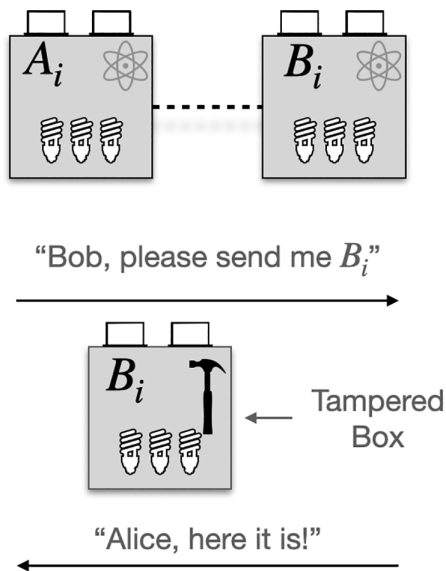 A_i B_i
“Bob, please send me B_i”
B_i
Tampered
Box
“Alice, here it is!”